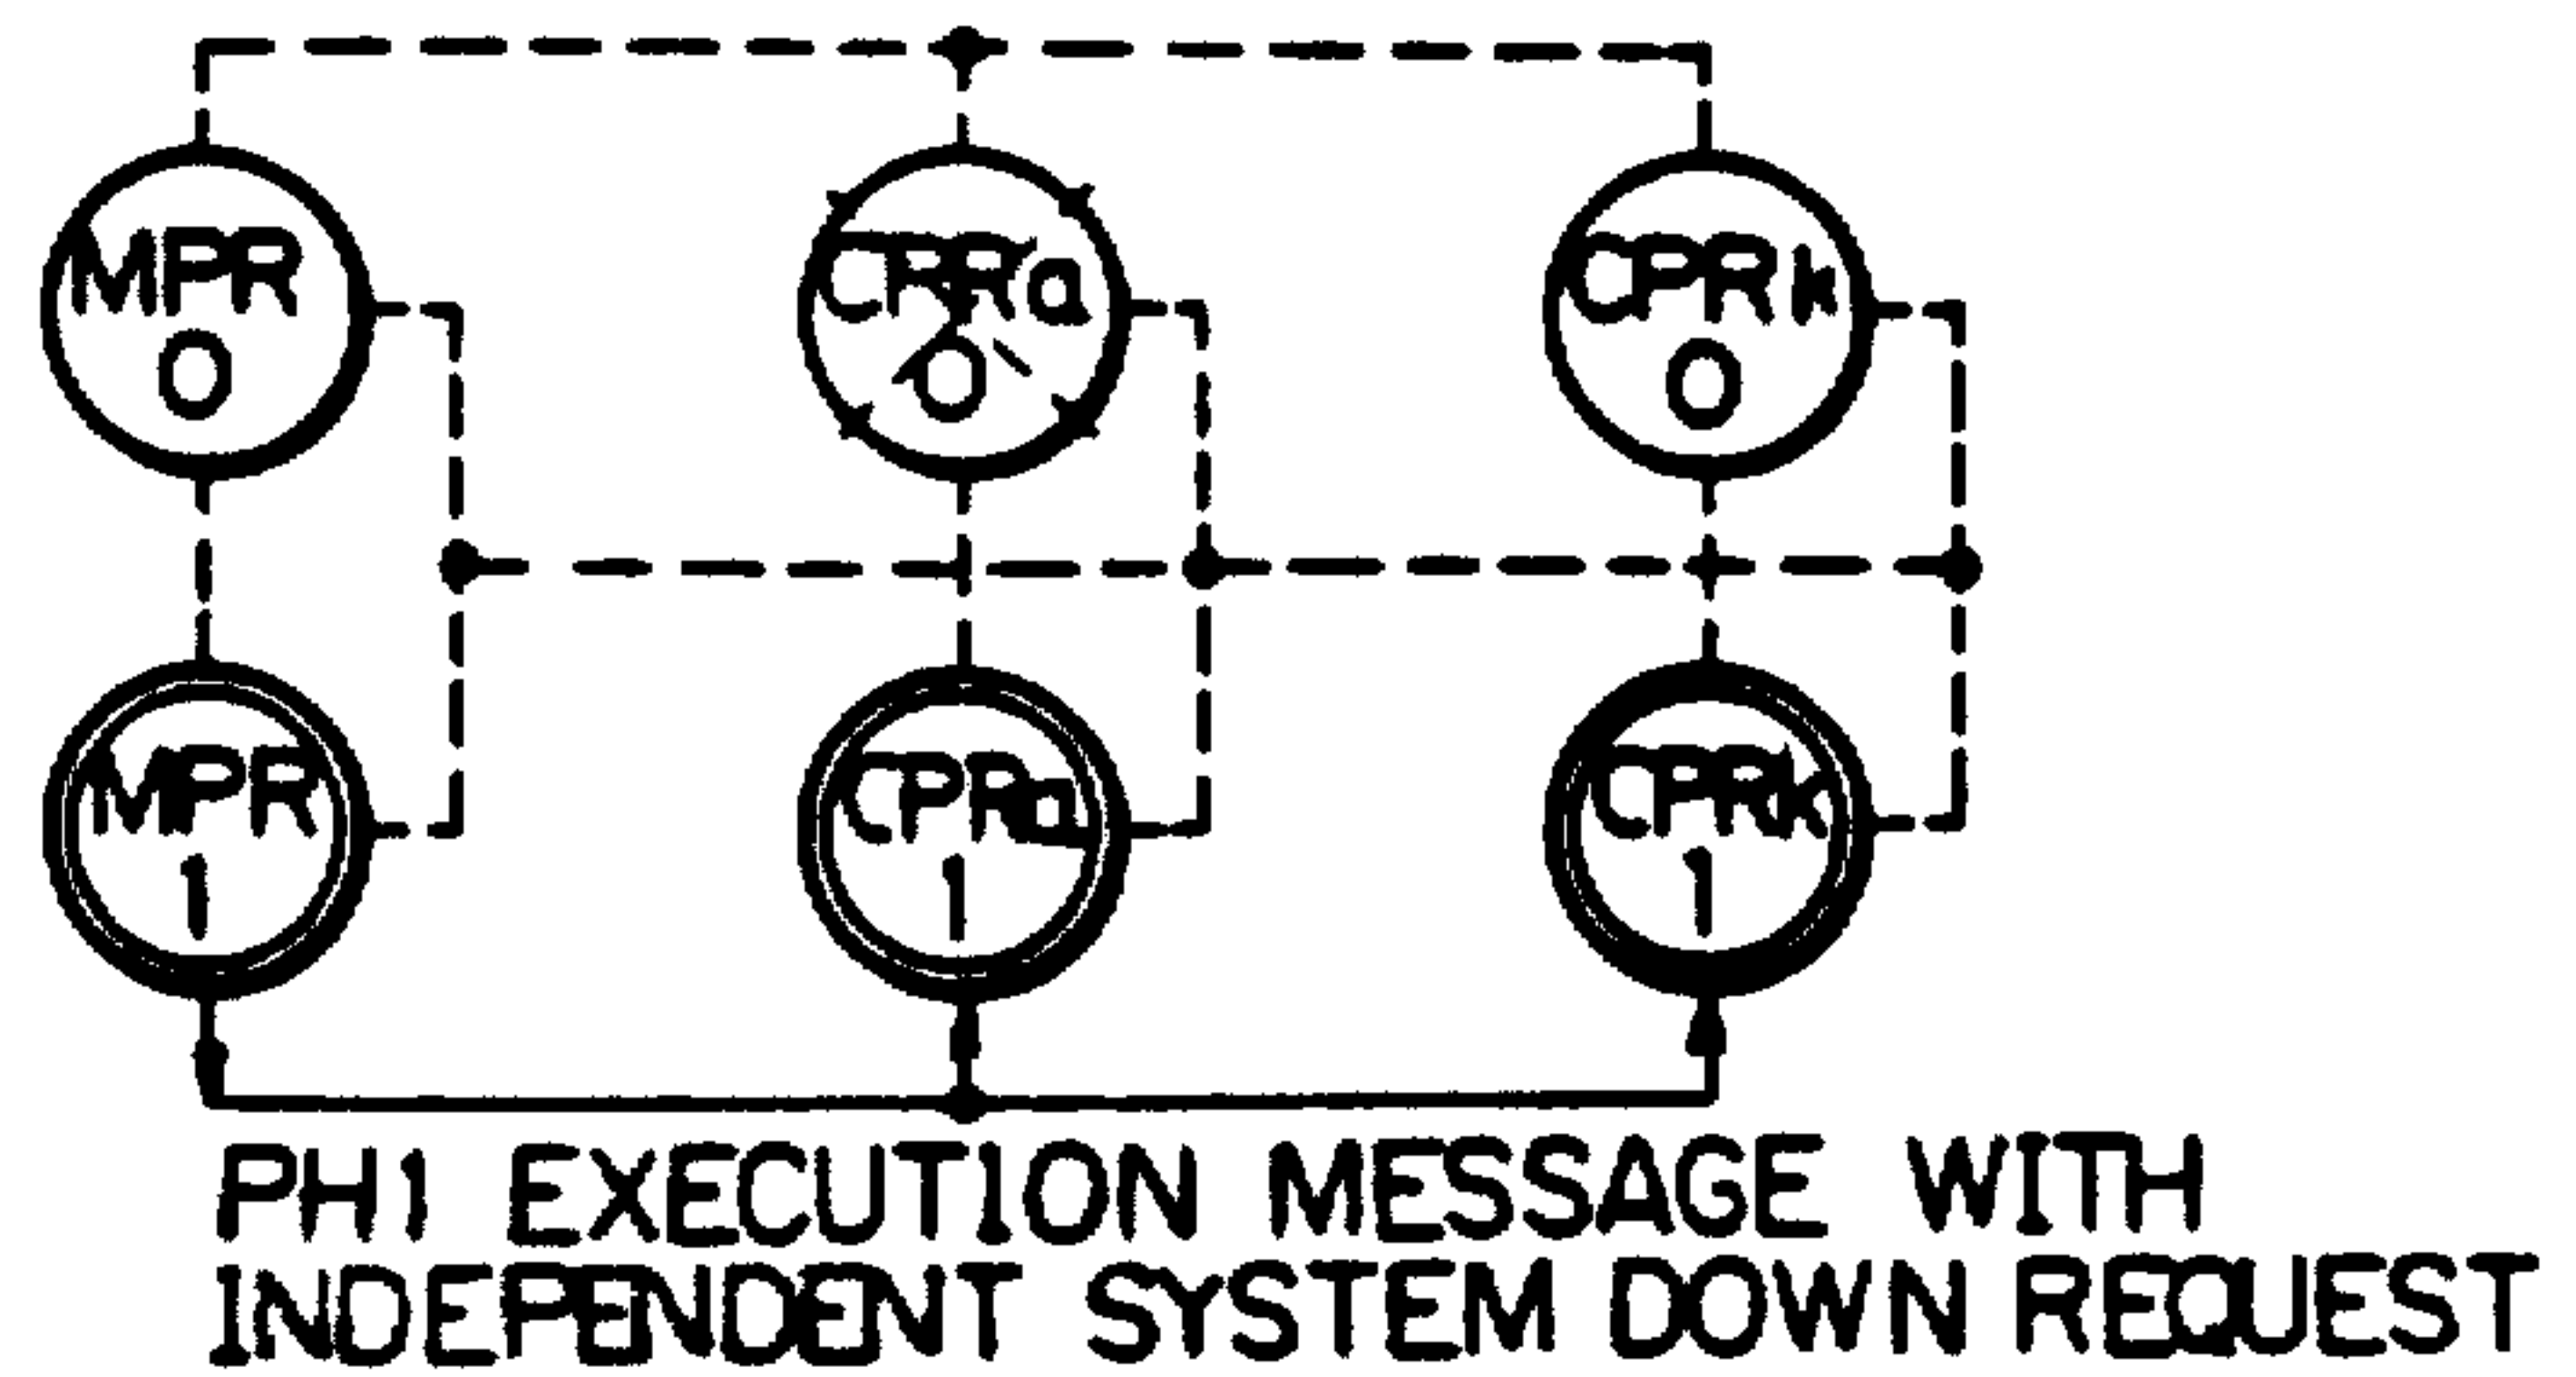 MPR CPRa CPRk
0 0 0
MPR CPRa CPRk
1 1 1
PH1 EXECUTION MESSAGE WITH
INDEPENDENT SYSTEM DOWN REQUEST